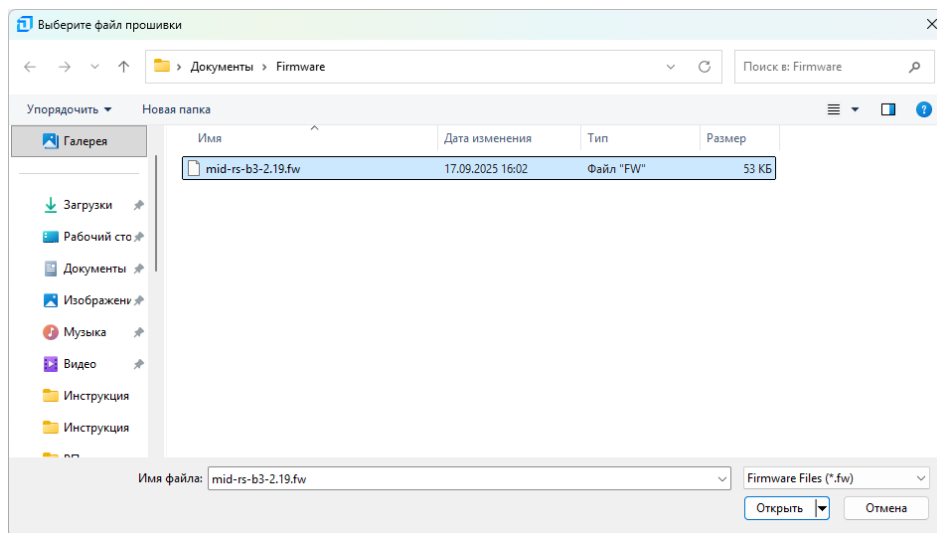 Выберите файл прошивки
Документы > Firmware
Поиск в: Firmware
Упорядочить
Новая папка
Галерея
Имя
Дата изменения
Тип
Размер
mid-rs-b3-2.19.fw
17.09.2025 16:02
Файл "FW"
53 КБ
Загрузки
Рабочий сто
Документы
Изображени
Музыка
Видео
Инструкция
Инструкция
Имя файла:
mid-rs-b3-2.19.fw
Firmware Files (*.fw)
Открыть
Отмена